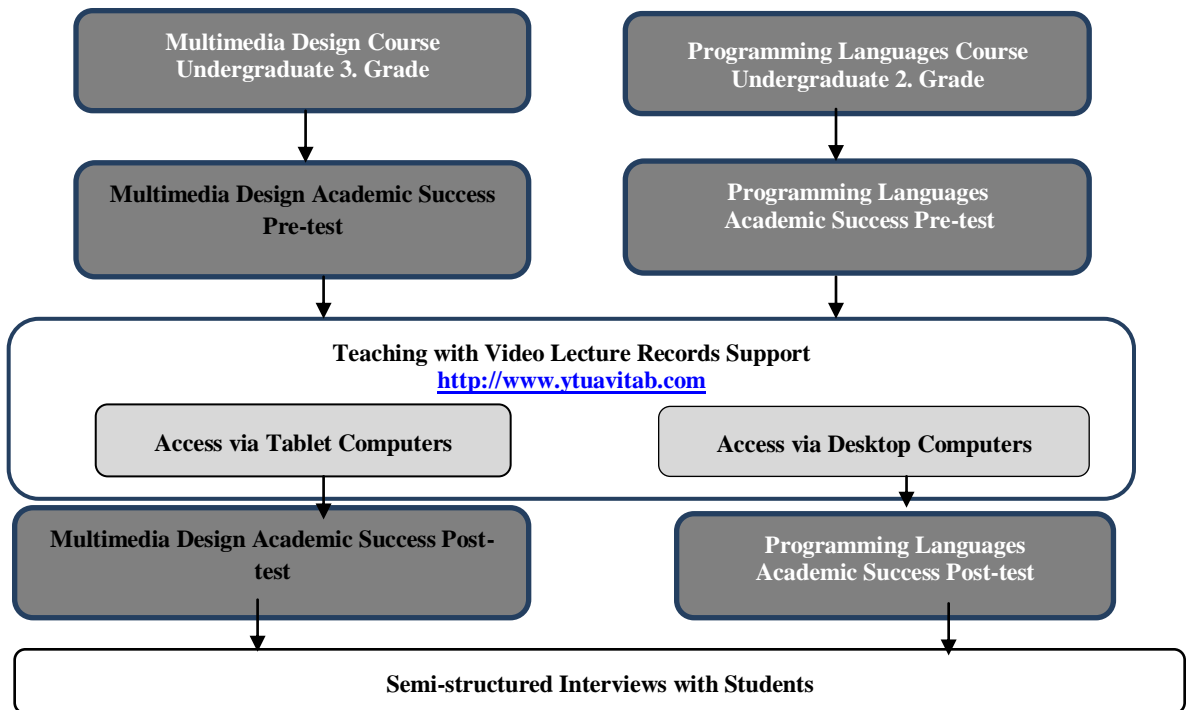 Multimedia Design Course
Undergraduate 3. Grade
Programming Languages Course
Undergraduate 2. Grade
Multimedia Design Academic Success
Pre-test
Programming Languages
Academic Success Pre-test
Teaching with Video Lecture Records Support
http://www.ytuavitab.com
Access via Tablet Computers
Access via Desktop Computers
Multimedia Design Academic Success Post-
test
Programming Languages
Academic Success Post-test
Semi-structured Interviews with Students